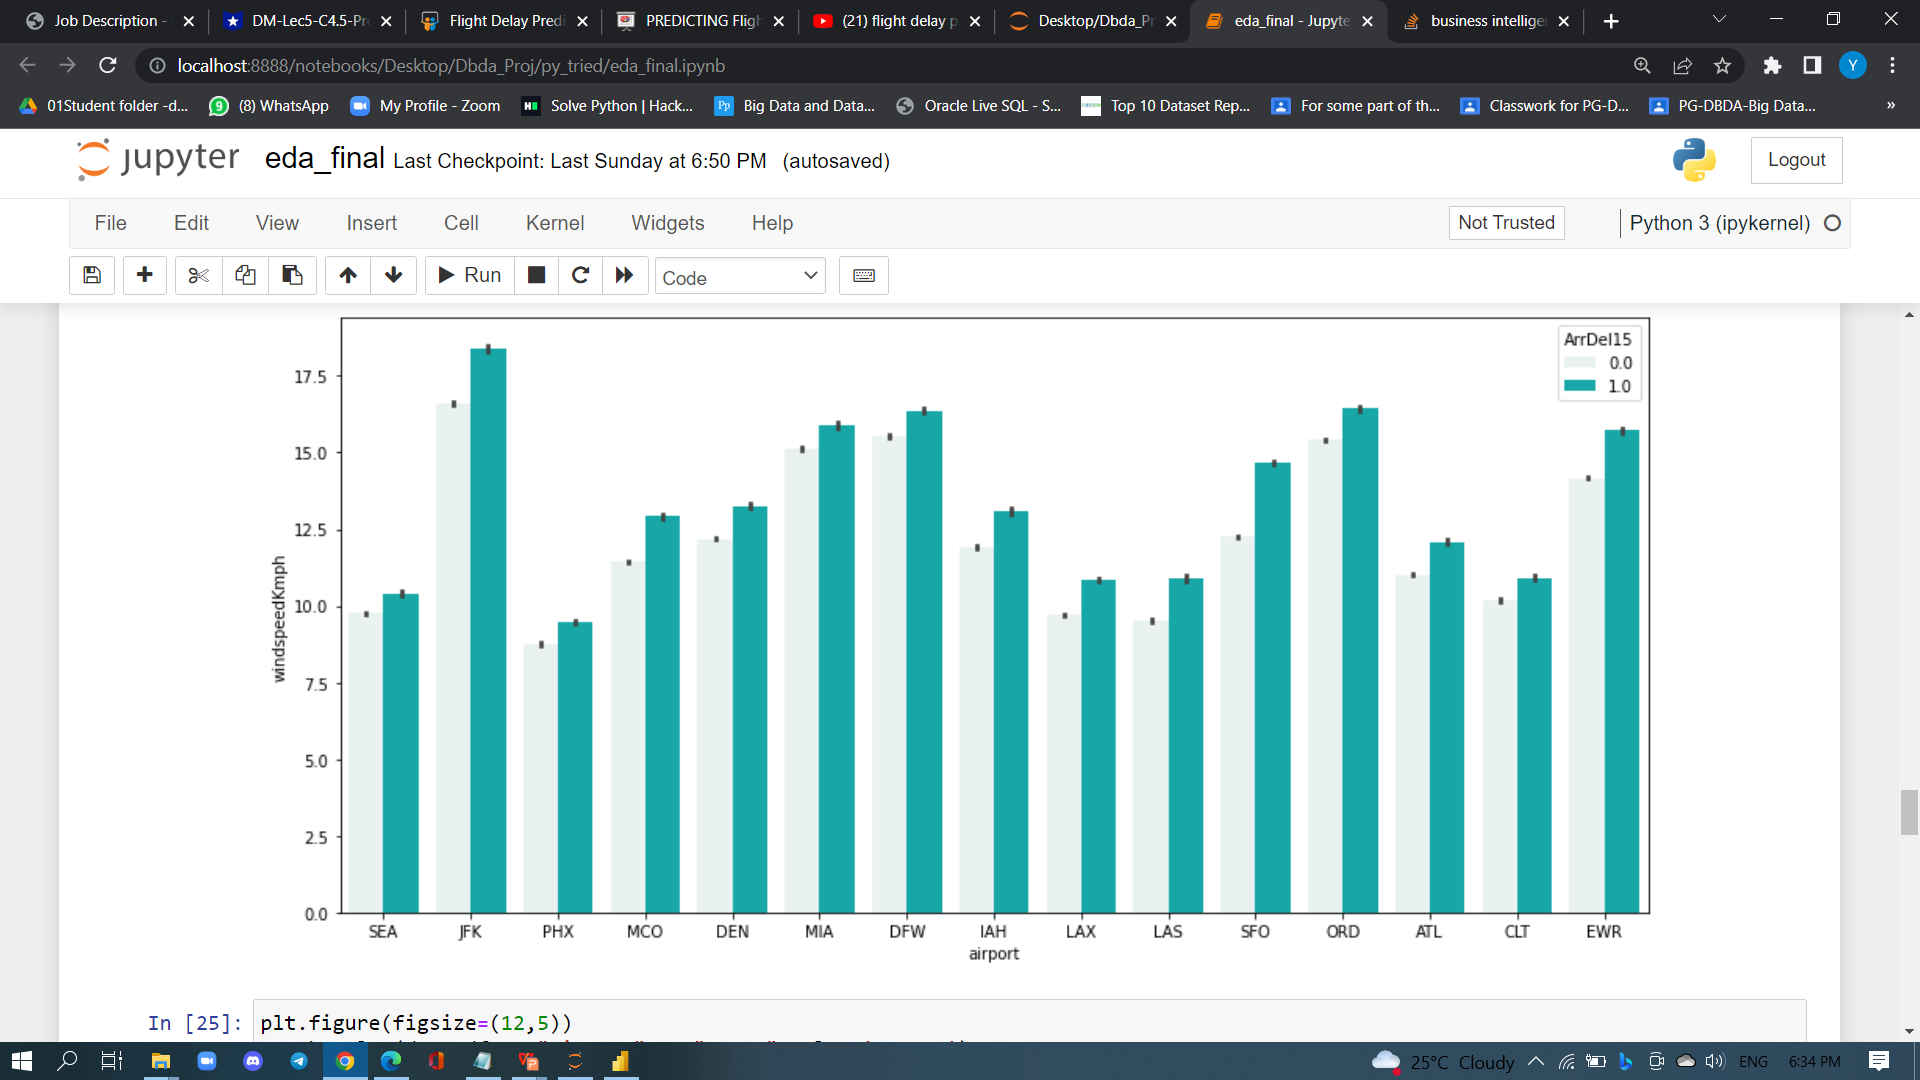 Job Description -
DM-Lec5-C4.5-Pr
Flight Delay Predi
PREDICTING Fligh
(21) flight delay p
Desktop/Dbda_Pr
eda_final - Jupyte
business intelliger
localhost:8888/notebooks/Desktop/Dbda_Proj/py_tried/eda_final.ipynb
Y
01Student folder -d...
9
(8) WhatsApp
My Profile - Zoom
Solve Python | Hack...
Pp
Big Data and Data...
Oracle Live SQL - S...
Top 10 Dataset Rep...
For some part of th...
Classwork for PG-D...
PG-DBDA-Big Data...
»
jupyter
eda_final Last Checkpoint: Last Sunday at 6:50 PM (autosaved)
Logout
File
Edit
View
Insert
Cell
Kernel
Widgets
Help
Not Trusted
Python 3 (ipykernel)
Run
Code
ArrDel15
0.0
1.0
17.5
15.0
12.5
10.0
7.5
5.0
2.5
0.0
windspeedKmph
SEA JFK PHX MCO DEN MIA DFW IAH LAX LAS SFO ORD ATL CLT EWR
airport
In [25]: plt.figure(figsize=(12,5))
25°C Cloudy
ENG
6:34 PM